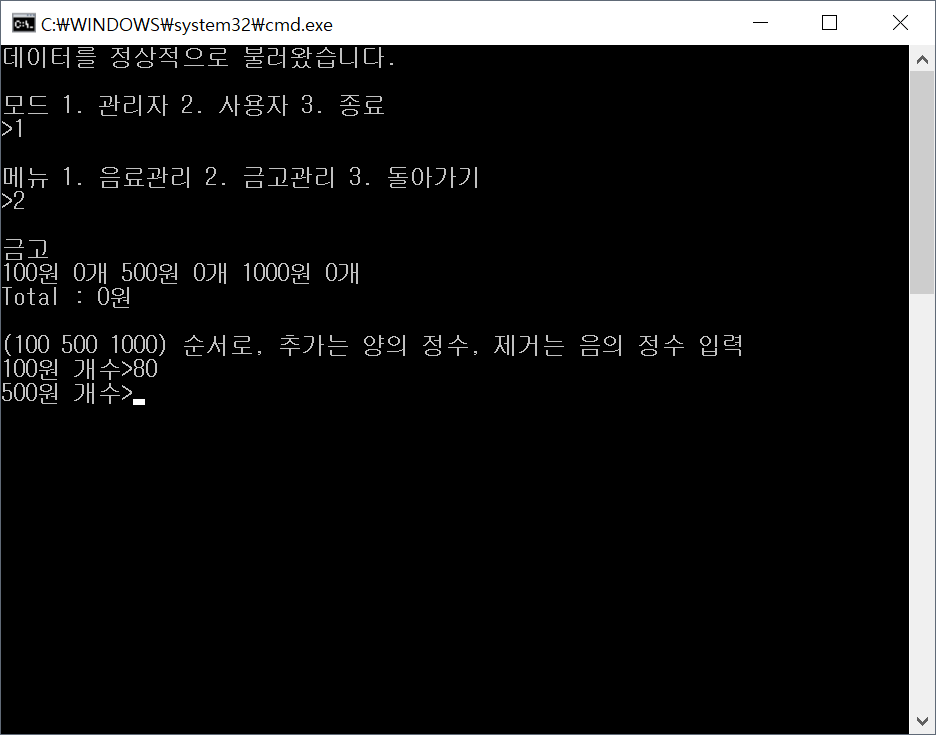 C:\WINDOWS\system32\cmd.exe
데이터를 정상적으로 불러왔습니다.
모드 1. 관리자 2. 사용자 3. 종료
>1
메뉴 1. 음료관리 2. 금고관리 3. 돌아가기
>2
금고
100원 0개 500원 0개 1000원 0개
Total : 0원
(100 500 1000) 순서로, 추가는 양의 정수, 제거는 음의 정수 입력
100원 개수>80
500원 개수>